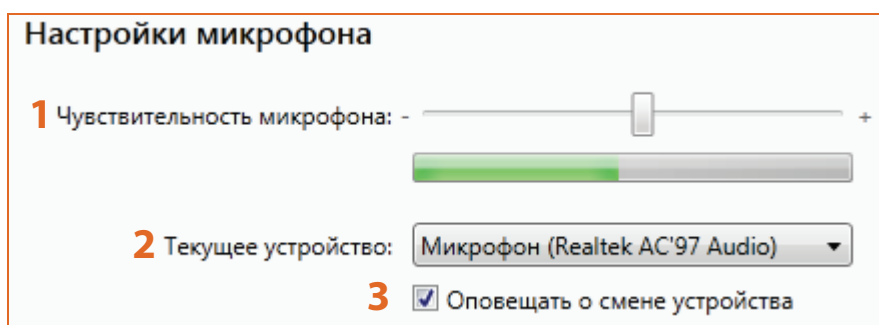 Настройки микрофона
1 Чувствительность микрофона: - +
2 Текущее устройство: Микрофон (Realtek AC'97 Audio)
3 Оповещать о смене устройства